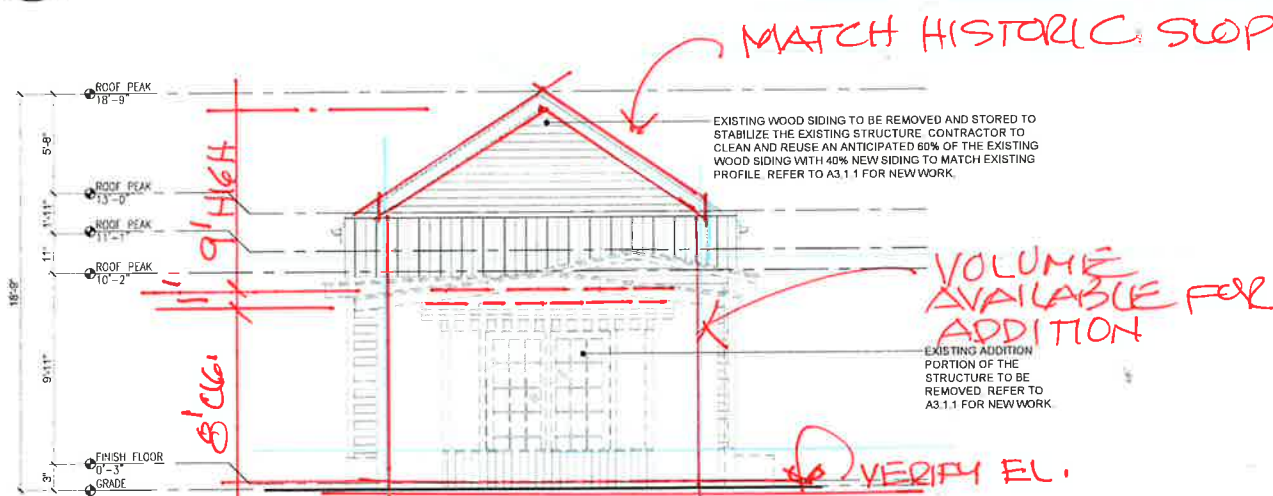 MATCH HISTORIC SLOP
ROOF PEAK
18'-9"
EXISTING WOOD SIDING TO BE REMOVED AND STORED TO
STABILIZE THE EXISTING STRUCTURE. CONTRACTOR TO
CLEAN AND REUSE AN ANTICIPATED 60% OF THE EXISTING
WOOD SIDING WITH 40% NEW SIDING TO MATCH EXISTING
PROFILE. REFER TO A3.1.1 FOR NEW WORK.
5'-8"
ROOF PEAK
13'-0"
1'-11"
9' HIGH
ROOF PEAK
11'-1"
11"
ROOF PEAK
10'-2"
18'-9"
1'
VOLUME
AVAILABLE FOR
ADDITION
EXISTING ADDITION
PORTION OF THE
STRUCTURE TO BE
REMOVED. REFER TO
A3.1.1 FOR NEW WORK.
9'-11"
8' CLG.
FINISH FLOOR
0'-3"
3"
GRADE
VERIFY EL.